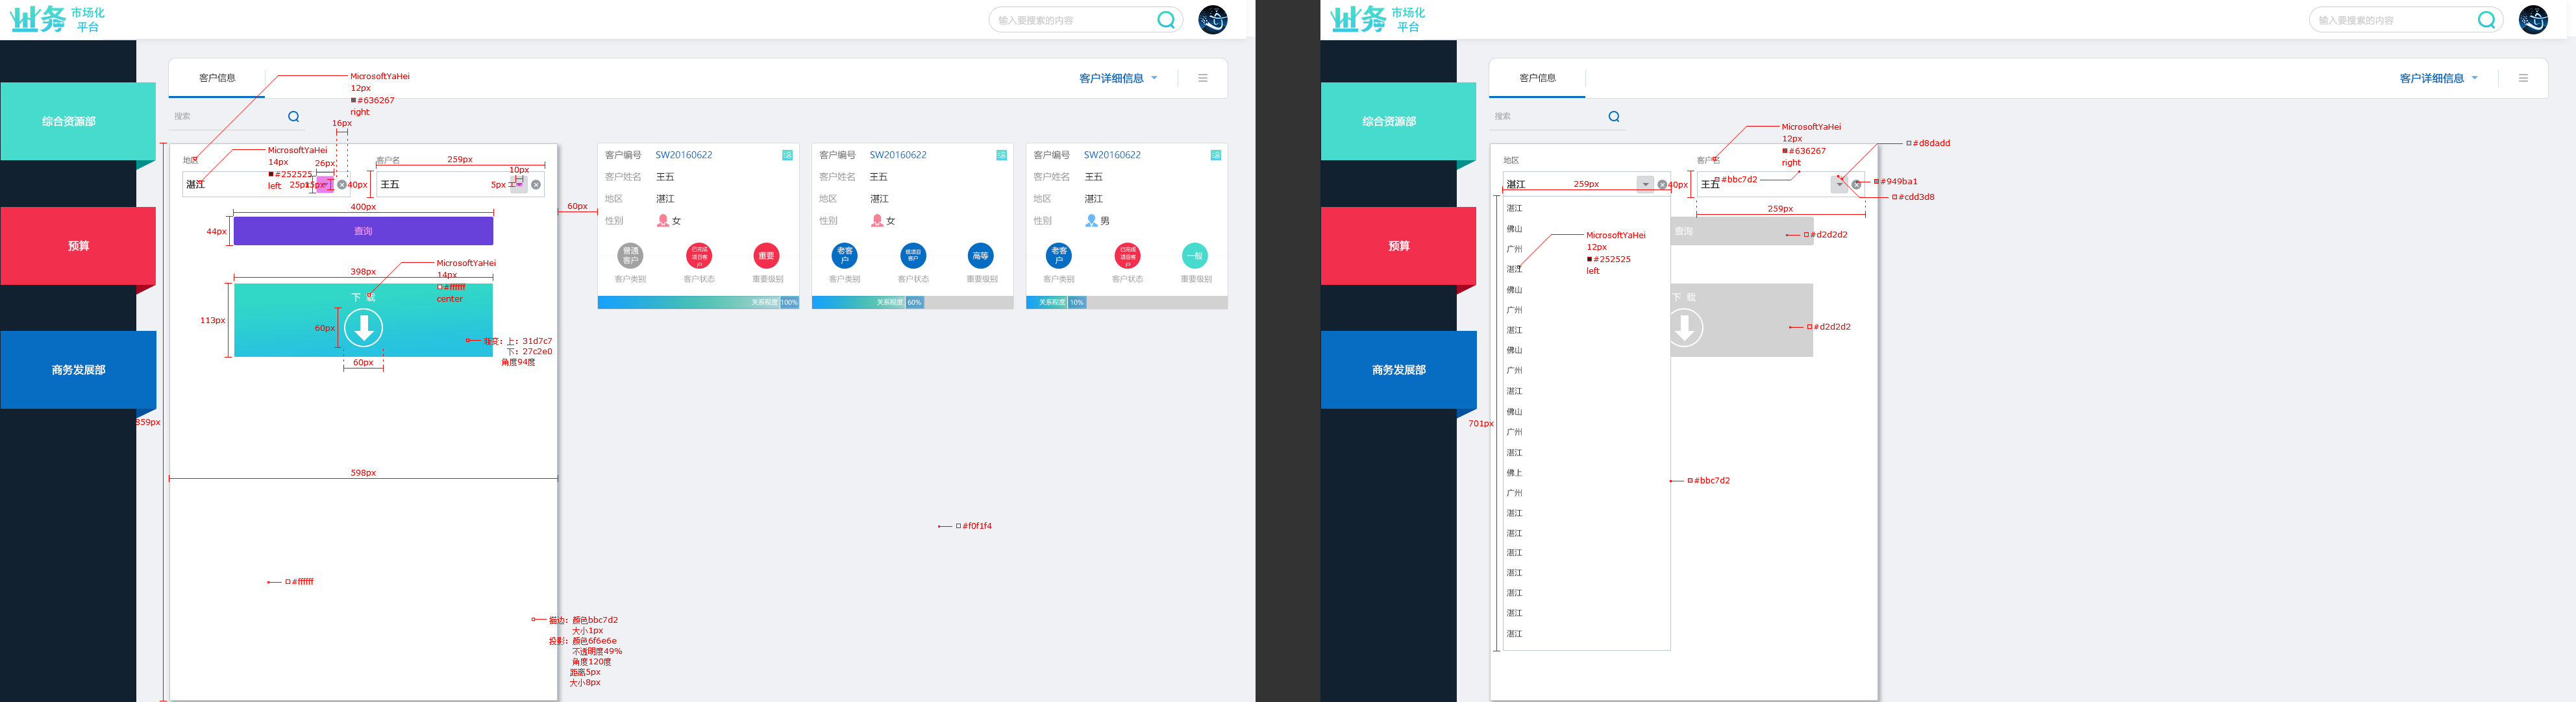 业务 市场化
平台
输入要搜索的内容
综合资源部
预算
商务发展部
客户信息
客户详细信息
搜索
MicrosoftYaHei
12px
#636267
right
16px
地区
MicrosoftYaHei
14px
#252525
left
26px
25px
15px
40px
湛江
客户名
259px
10px
5px
王五
400px
44px
查询
60px
398px
MicrosoftYaHei
14px
#ffffff
center
下 载
113px
60px
60px
渐变：上：31d7c7
下：27c2e0
角度94度
859px
598px
#ffffff
#f0f1f4
描边：颜色bbc7d2
大小1px
投影：颜色6f6e6e
不透明度49%
角度120度
距离5px
大小8px
客户编号 SW20160622
客户姓名 王五
地区 湛江
性别 女
普通客户
已完成项目客户
重要
客户类别 客户状态 重要级别
关系程度 100%
客户编号 SW20160622
客户姓名 王五
地区 湛江
性别 女
老客户
高等
客户类别 客户状态 重要级别
关系程度 60%
客户编号 SW20160622
客户姓名 王五
地区 湛江
性别 男
老客户
已完成项目客户
一般
客户类别 客户状态 重要级别
关系程度 10%
业务 市场化
平台
输入要搜索的内容
综合资源部
预算
商务发展部
客户信息
客户详细信息
搜索
MicrosoftYaHei
12px
#636267
right
#d8dadd
地区
客户名
湛江
259px
40px
#bbc7d2
王五
#949ba1
#cdd3d8
259px
查询
#d2d2d2
MicrosoftYaHei
12px
#252525
left
下 载
#d2d2d2
701px
#bbc7d2
湛江
佛山
广州
湛江
佛山
广州
湛江
佛山
广州
湛江
佛山
广州
湛江
佛上
广州
湛江
湛江
湛江
湛江
湛江
湛江
湛江